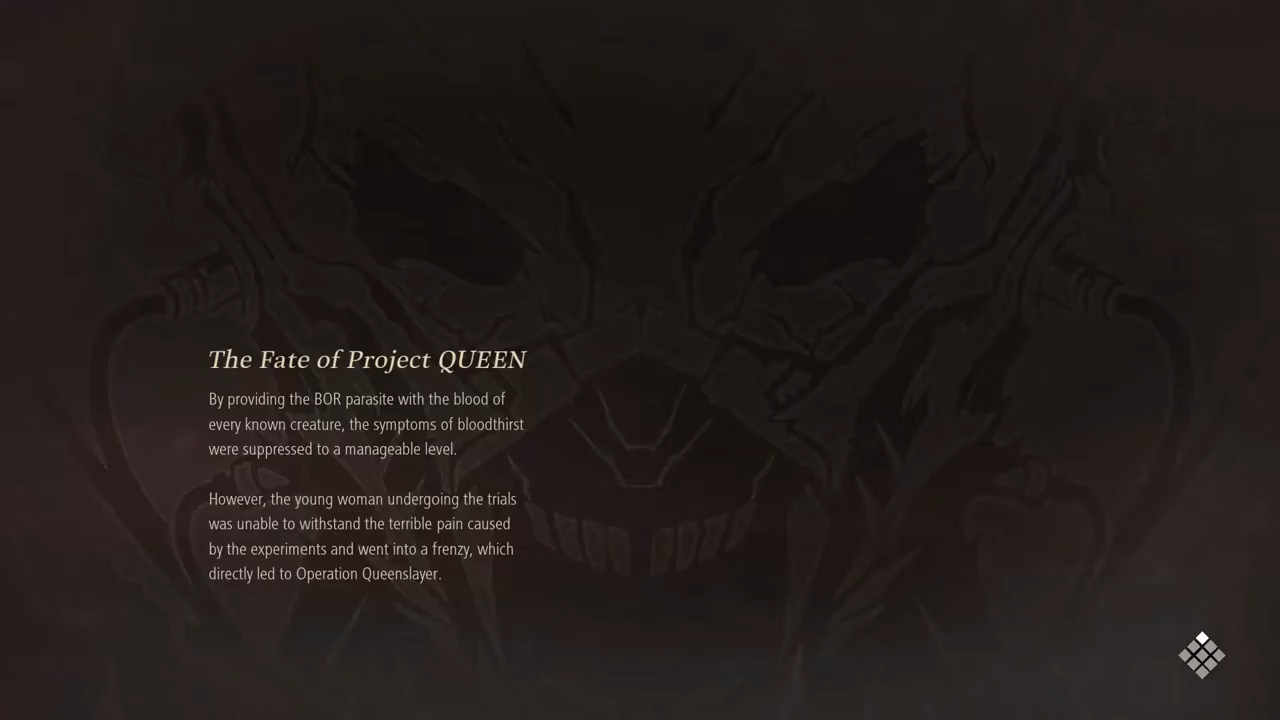 The Fate of Project QUEEN
By providing the BOR parasite with the blood of
every known creature, the symptoms of bloodthirst
were suppressed to a manageable level.
However, the young woman undergoing the trials
was unable to withstand the terrible pain caused
by the experiments and went into a frenzy, which
directly led to Operation Queenslayer.